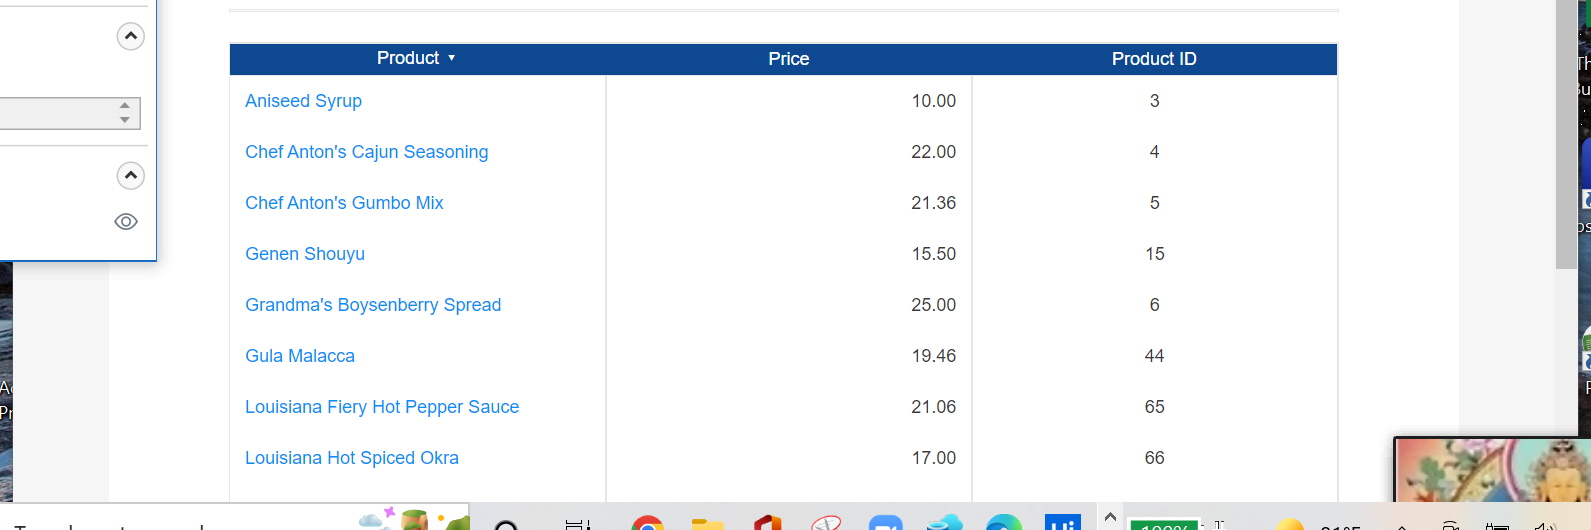 Product ▼ Price Product ID
Aniseed Syrup 10.00 3
Chef Anton's Cajun Seasoning 22.00 4
Chef Anton's Gumbo Mix 21.36 5
Genen Shouyu 15.50 15
Grandma's Boysenberry Spread 25.00 6
Gula Malacca 19.46 44
Louisiana Fiery Hot Pepper Sauce 21.06 65
Louisiana Hot Spiced Okra 17.00 66